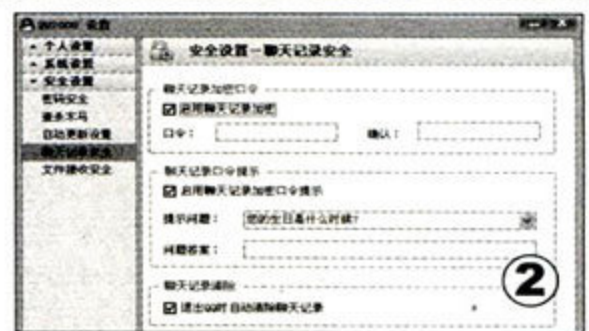 QQ2006 设置
个人设置
系统设置
安全设置
密码安全
查杀木马
自动更新设置
聊天记录安全
文件接收安全
安全设置－聊天记录安全
聊天记录加密口令
启用聊天记录加密
口令：
确认：
聊天记录口令提示
启用聊天记录加密口令提示
提示问题：
您的生日是什么时候?
问题答案：
聊天记录清除
退出QQ时自动清除聊天记录
2